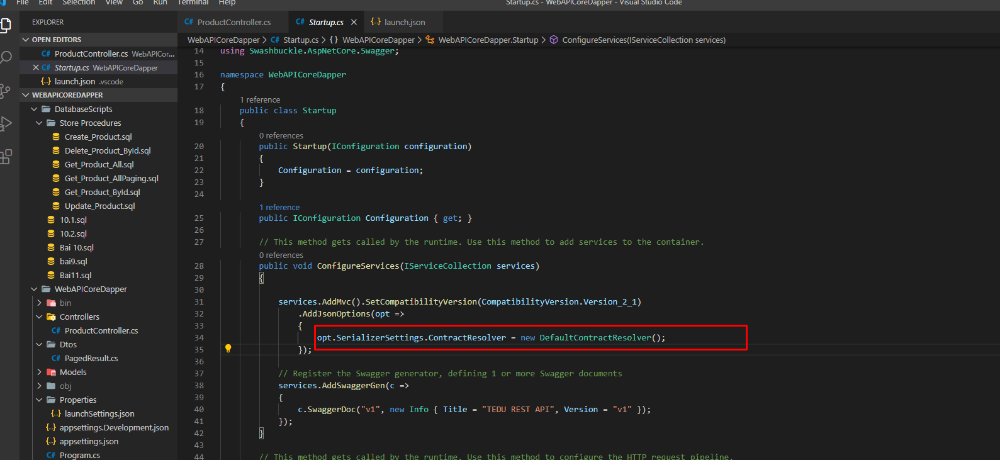 File Edit Selection View Go Run Terminal Help
Startup.cs - WebAPICoreDapper - Visual Studio Code
EXPLORER
OPEN EDITORS
C# ProductController.cs WebAPICor...
C# Startup.cs WebAPICoreDapper
{..} launch.json .vscode
WEBAPICOREDAPPER
DatabaseScripts
Store Procedures
Create_Product.sql
Delete_Product_ById.sql
Get_Product_All.sql
Get_Product_AllPaging.sql
Get_Product_ById.sql
Update_Product.sql
10.1.sql
10.2.sql
Bai 10.sql
bai9.sql
Bai11.sql
WebAPICoreDapper
bin
Controllers
C# ProductController.cs
Dtos
C# PagedResult.cs
Models
obj
Properties
{..} launchSettings.json
{..} appsettings.Development.json
{..} appsettings.json
C# Program.cs
C# ProductController.cs
C# Startup.cs
{..} launch.json
WebAPICoreDapper > C# Startup.cs > {} WebAPICoreDapper > WebAPICoreDapper.Startup > ConfigureServices(IServiceCollection services)
14 using Swashbuckle.AspNetCore.Swagger;
15
16 namespace WebAPICoreDapper
17 {
1 reference
18 public class Startup
19 {
0 references
20 public Startup(IConfiguration configuration)
21 {
22 Configuration = configuration;
23 }
24
1 reference
25 public IConfiguration Configuration { get; }
26
27 // This method gets called by the runtime. Use this method to add services to the container.
0 references
28 public void ConfigureServices(IServiceCollection services)
29 {
30
31 services.AddMvc().SetCompatibilityVersion(CompatibilityVersion.Version_2_1)
32 .AddJsonOptions(opt =>
33 {
34 opt.SerializerSettings.ContractResolver = new DefaultContractResolver();
35 });
36
37 // Register the Swagger generator, defining 1 or more Swagger documents
38 services.AddSwaggerGen(c =>
39 {
40 c.SwaggerDoc("v1", new Info { Title = "TEDU REST API", Version = "v1" });
41 });
42 }
43
44 // This method gets called by the runtime. Use this method to configure the HTTP request pipeline.